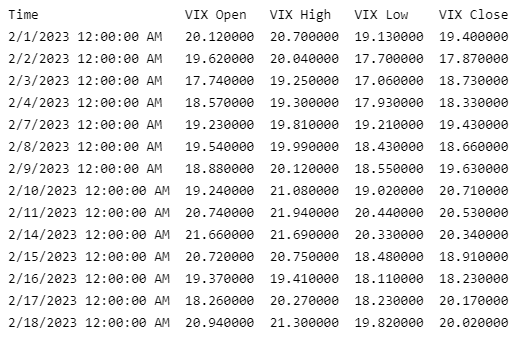 Time VIX Open VIX High VIX Low VIX Close
2/1/2023 12:00:00 AM 20.120000 20.700000 19.130000 19.400000
2/2/2023 12:00:00 AM 19.620000 20.040000 17.700000 17.870000
2/3/2023 12:00:00 AM 17.740000 19.250000 17.060000 18.730000
2/4/2023 12:00:00 AM 18.570000 19.300000 17.930000 18.330000
2/7/2023 12:00:00 AM 19.230000 19.810000 19.210000 19.430000
2/8/2023 12:00:00 AM 19.540000 19.990000 18.430000 18.660000
2/9/2023 12:00:00 AM 18.880000 20.120000 18.550000 19.630000
2/10/2023 12:00:00 AM 19.240000 21.080000 19.020000 20.710000
2/11/2023 12:00:00 AM 20.740000 21.940000 20.440000 20.530000
2/14/2023 12:00:00 AM 21.660000 21.690000 20.330000 20.340000
2/15/2023 12:00:00 AM 20.720000 20.750000 18.480000 18.910000
2/16/2023 12:00:00 AM 19.370000 19.410000 18.110000 18.230000
2/17/2023 12:00:00 AM 18.260000 20.270000 18.230000 20.170000
2/18/2023 12:00:00 AM 20.940000 21.300000 19.820000 20.020000